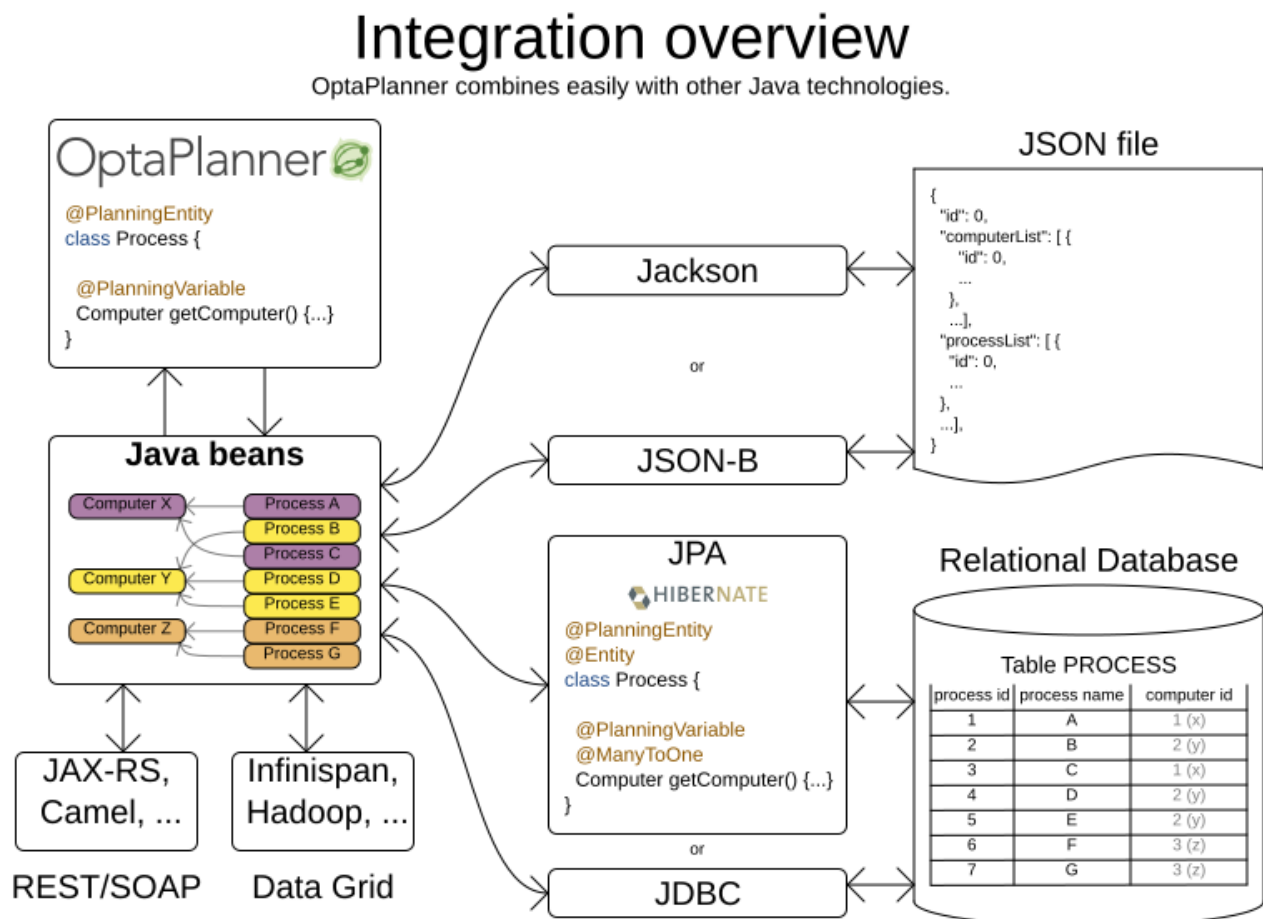 Integration overview
OptaPlanner combines easily with other Java technologies.
OptaPlanner
@PlanningEntity
class Process {
@PlanningVariable
Computer getComputer() {...}
}
Java beans
Computer X
Process A
Process B
Process C
Computer Y
Process D
Process E
Computer Z
Process F
Process G
JAX-RS,
Camel, ...
REST/SOAP
Infinispan,
Hadoop, ...
Data Grid
Jackson
or
JSON-B
JPA
HIBERNATE
@PlanningEntity
@Entity
class Process {
@PlanningVariable
@ManyToOne
Computer getComputer() {...}
}
or
JDBC
JSON file
{
"id": 0,
"computerList": [ {
"id": 0,
...
},
...],
"processList": [ {
"id": 0,
...
},
...],
}
Relational Database
Table PROCESS
process id process name computer id
1 A 1 (x)
2 B 2 (y)
3 C 1 (x)
4 D 2 (y)
5 E 2 (y)
6 F 3 (z)
7 G 3 (z)